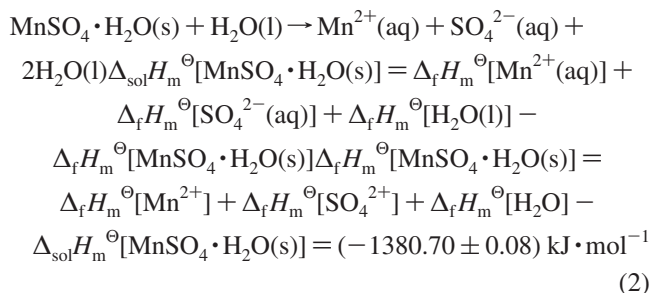 MnSO₄·H₂O(s) + H₂O(l) → Mn²⁺(aq) + SO₄²⁻(aq) +
2H₂O(l)Δ_solH_m^Θ[MnSO₄·H₂O(s)] = Δ_fH_m^Θ[Mn²⁺(aq)] +
Δ_fH_m^Θ[SO₄²⁻(aq)] + Δ_fH_m^Θ[H₂O(l)] −
Δ_fH_m^Θ[MnSO₄·H₂O(s)]Δ_fH_m^Θ[MnSO₄·H₂O(s)] =
Δ_fH_m^Θ[Mn²⁺] + Δ_fH_m^Θ[SO₄²⁺] + Δ_fH_m^Θ[H₂O] −
Δ_solH_m^Θ[MnSO₄·H₂O(s)] = (−1380.70 ± 0.08) kJ·mol⁻¹
(2)